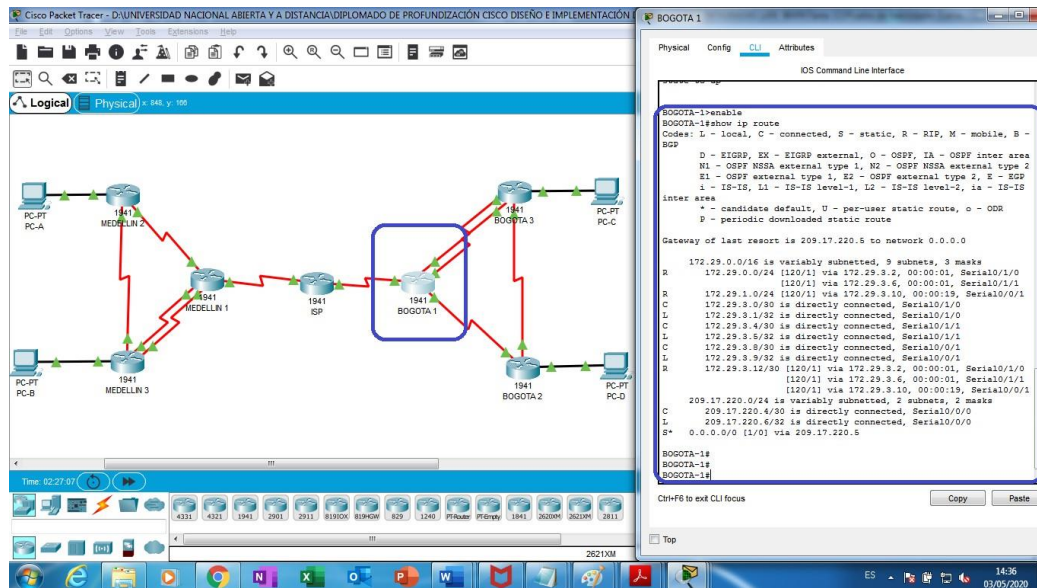 Cisco Packet Tracer - D:\UNIVERSIDAD NACIONAL ABIERTA Y A DISTANCIA\DIPLOMADO DE PROFUNDIZACIÓN CISCO DISEÑO E IMPLEMENTACIÓN
File Edit Options View Tools Extensions Help
Logical
Physical
x: 848, y: 166
PC-PT
PC-A
1941
MEDELLIN 2
1941
MEDELLIN 1
1941
ISP
1941
BOGOTA 1
1941
BOGOTA 3
PC-PT
PC-C
PC-PT
PC-B
1941
MEDELLIN 3
1941
BOGOTA 2
PC-PT
PC-D
Time: 02:27:07
4331 4321 1941 2901 2911 819IOX 819HGW 829 1240 PT-Router PT-Empty 1841 2620XM 2621XM 2811
2621XM
BOGOTA 1
Physical Config CLI Attributes
IOS Command Line Interface
BOGOTA-1>enable
BOGOTA-1#show ip route
Codes: L - local, C - connected, S - static, R - RIP, M - mobile, B -
BGP
D - EIGRP, EX - EIGRP external, O - OSPF, IA - OSPF inter area
N1 - OSPF NSSA external type 1, N2 - OSPF NSSA external type 2
E1 - OSPF external type 1, E2 - OSPF external type 2, E - EGP
i - IS-IS, L1 - IS-IS level-1, L2 - IS-IS level-2, ia - IS-IS
inter area
* - candidate default, U - per-user static route, o - ODR
P - periodic downloaded static route
Gateway of last resort is 209.17.220.5 to network 0.0.0.0
172.29.0.0/16 is variably subnetted, 9 subnets, 3 masks
R 172.29.0.0/24 [120/1] via 172.29.3.2, 00:00:01, Serial0/1/0
[120/1] via 172.29.3.6, 00:00:01, Serial0/1/1
R 172.29.1.0/24 [120/1] via 172.29.3.10, 00:00:19, Serial0/0/1
C 172.29.3.0/30 is directly connected, Serial0/1/0
L 172.29.3.1/32 is directly connected, Serial0/1/0
C 172.29.3.4/30 is directly connected, Serial0/1/1
L 172.29.3.5/32 is directly connected, Serial0/1/1
C 172.29.3.8/30 is directly connected, Serial0/0/1
L 172.29.3.9/32 is directly connected, Serial0/0/1
R 172.29.3.12/30 [120/1] via 172.29.3.2, 00:00:01, Serial0/1/0
[120/1] via 172.29.3.6, 00:00:01, Serial0/1/1
[120/1] via 172.29.3.10, 00:00:19, Serial0/0/1
209.17.220.0/24 is variably subnetted, 2 subnets, 2 masks
C 209.17.220.4/30 is directly connected, Serial0/0/0
L 209.17.220.6/32 is directly connected, Serial0/0/0
S* 0.0.0.0/0 [1/0] via 209.17.220.5
BOGOTA-1#
BOGOTA-1#
BOGOTA-1#
Ctrl+F6 to exit CLI focus
Copy
Paste
Top
ES
14:36
03/05/2020